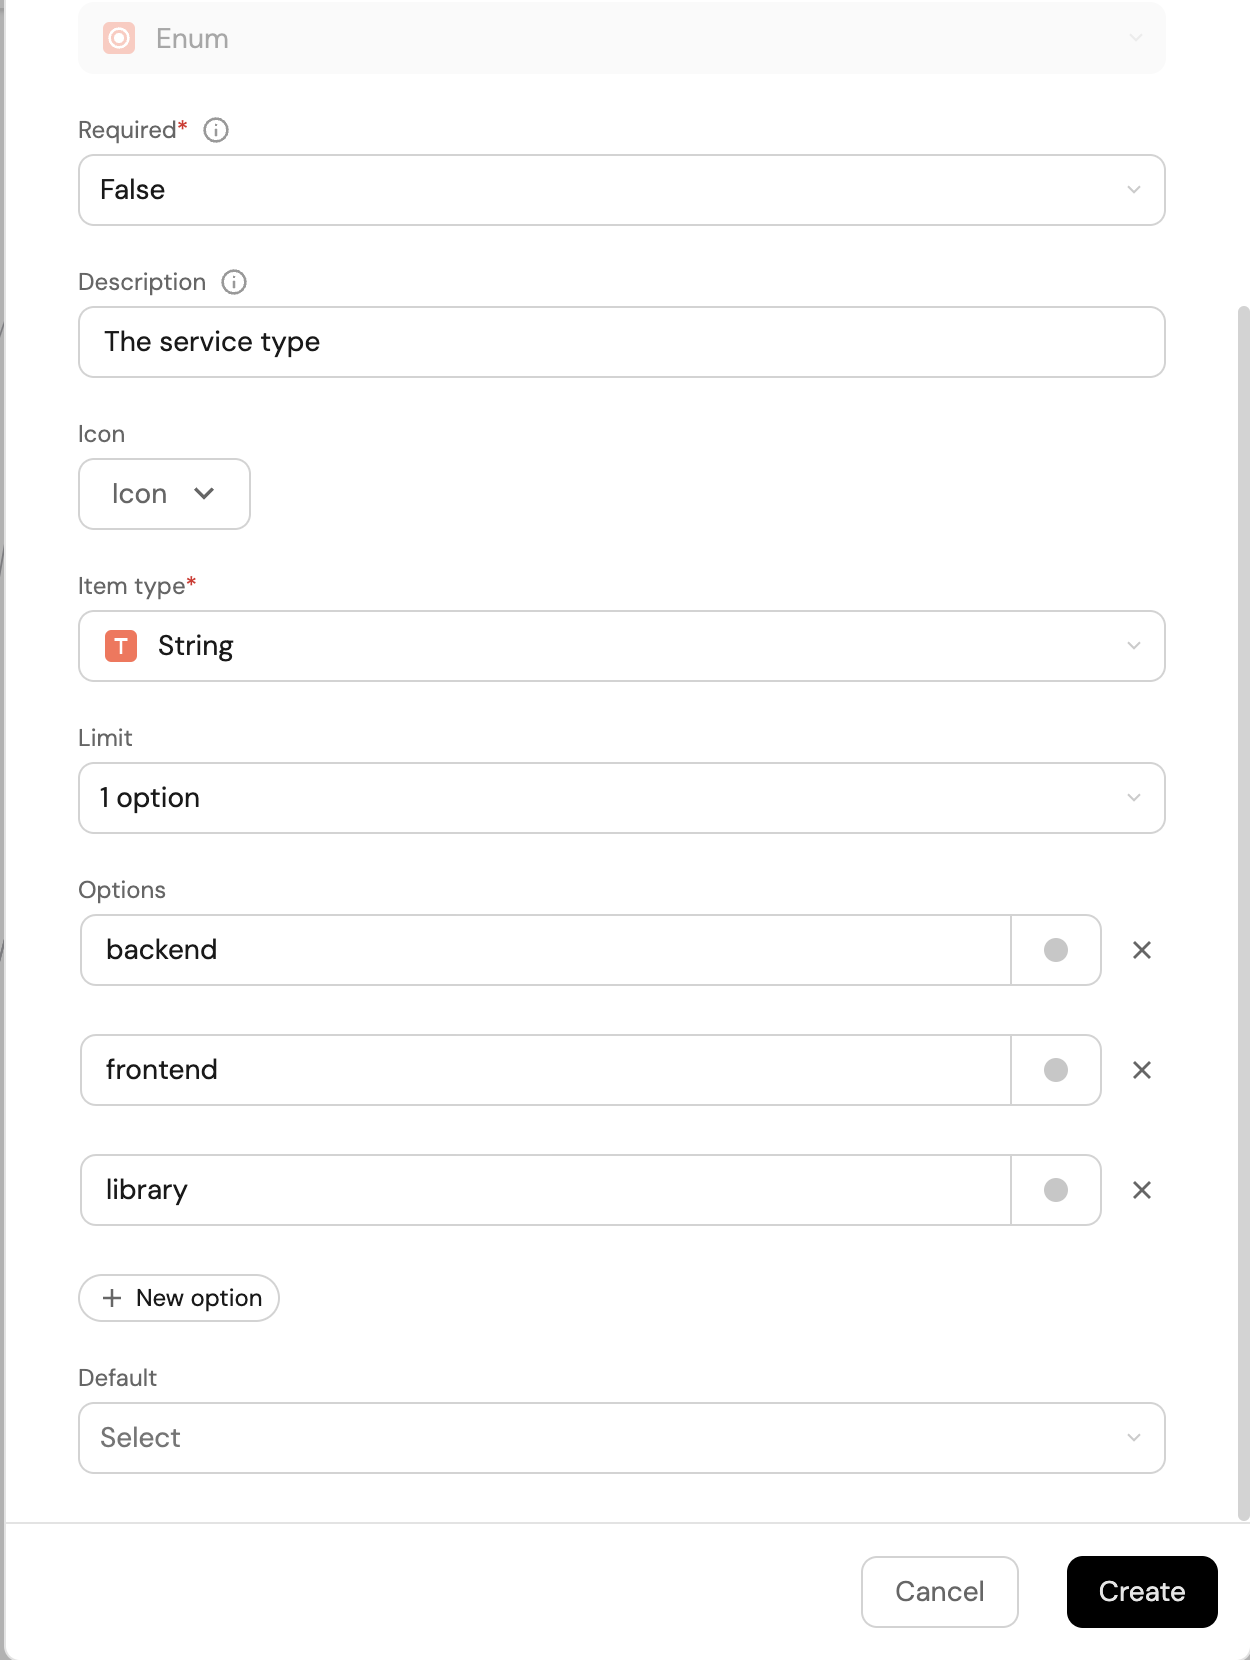 Enum
Required*
False
Description
The service type
Icon
Icon
Item type*
T String
Limit
1 option
Options
backend
frontend
library
+ New option
Default
Select
Cancel Create